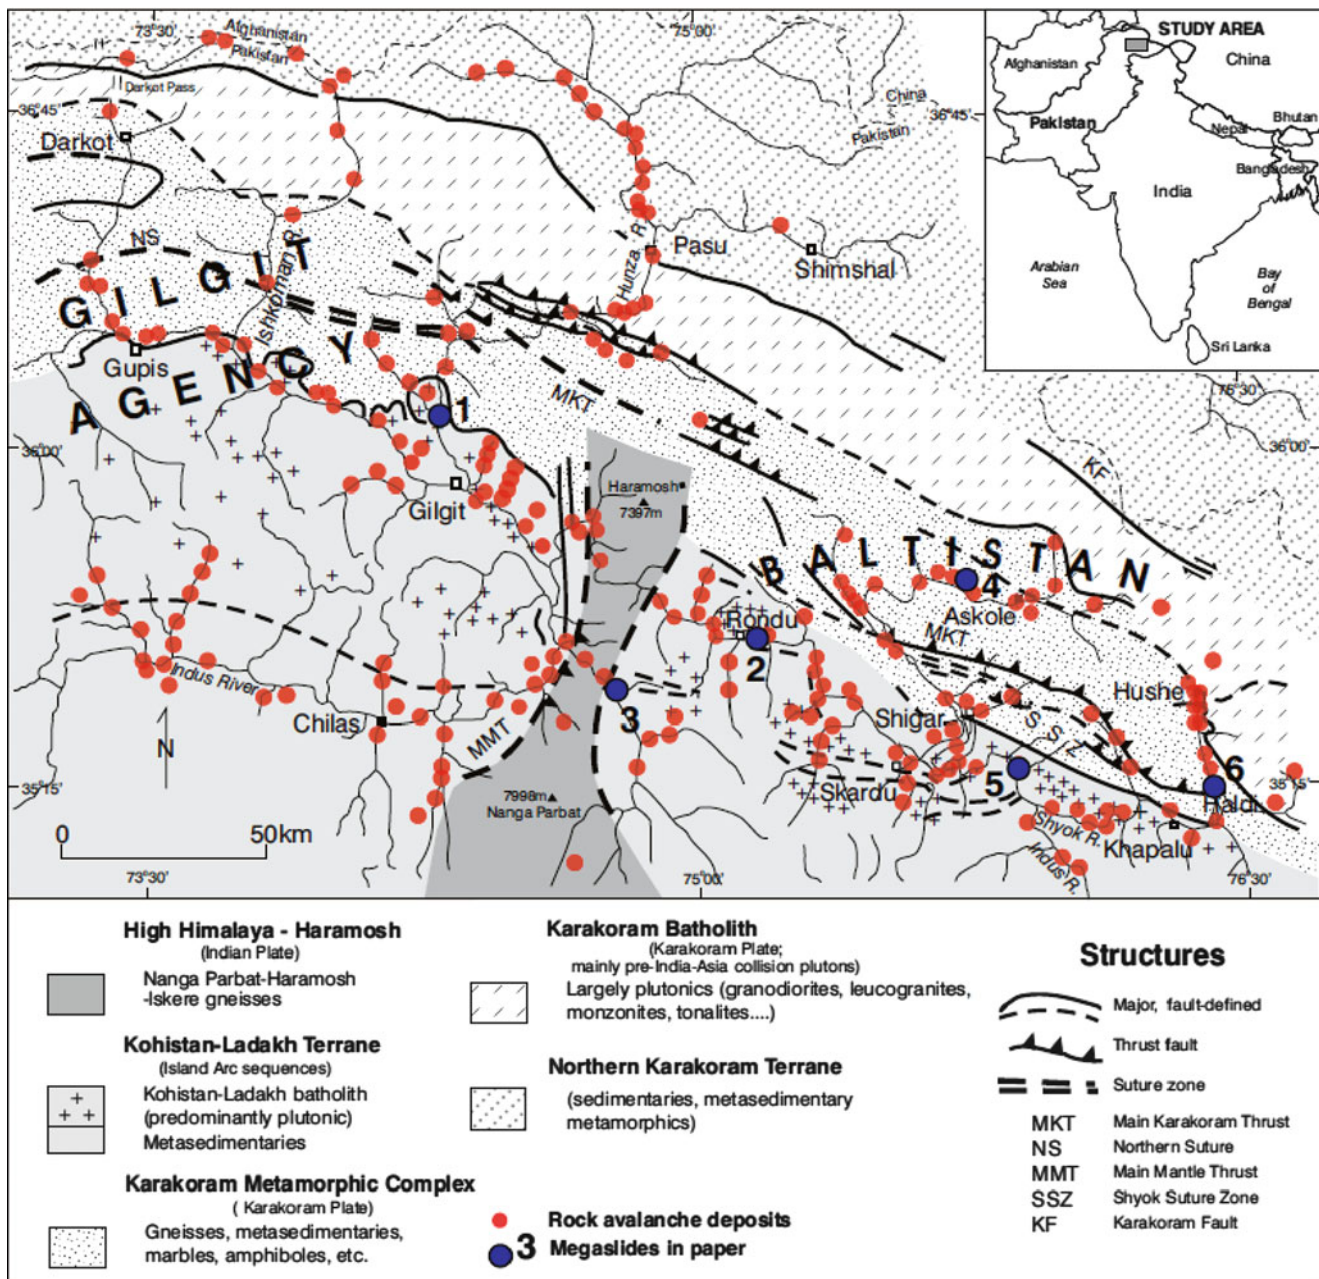 73°30'
Afghanistan
Pakistan
75°00'
STUDY AREA
Afghanistan
China
Pakistan
Nepal
Bhutan
Bangladesh
India
Arabian
Sea
Bay
of
Bengal
Sri Lanka
Darkot Pass
36°45'
China
Pakistan
36°45'
Darkot
NS
Hunza R.
Pasu
Shimshal
GILGIT
Ishkoman R.
AGENCY
Gupis
MKT
76°30'
1
36°00'
KF
36°00'
Gilgit
Haramosh
7397m
BALTISTAN
4
Askole
Rondu
2
MKT
Indus River
3
Hushe
Chilas
MMT
Shigar
SSZ
N
5
6
35°15'
7998m
Nanga Parbat
Skardu
Haldi
35°15'
Shyok R.
Khapalu
Indus R.
0 50km
73°30'
75°00'
76°30'
High Himalaya - Haramosh
(Indian Plate)
Nanga Parbat-Haramosh
-Iskere gneisses
Kohistan-Ladakh Terrane
(Island Arc sequences)
Kohistan-Ladakh batholith
(predominantly plutonic)
Metasedimentaries
Karakoram Metamorphic Complex
( Karakoram Plate)
Gneisses, metasedimentaries,
marbles, amphiboles, etc.
Karakoram Batholith
(Karakoram Plate;
mainly pre-India-Asia collision plutons)
Largely plutonics (granodiorites, leucogranites,
monzonites, tonalites....)
Northern Karakoram Terrane
(sedimentaries, metasedimentary
metamorphics)
Rock avalanche deposits
3 Megaslides in paper
Structures
Major, fault-defined
Thrust fault
Suture zone
MKT Main Karakoram Thrust
NS Northern Suture
MMT Main Mantle Thrust
SSZ Shyok Suture Zone
KF Karakoram Fault